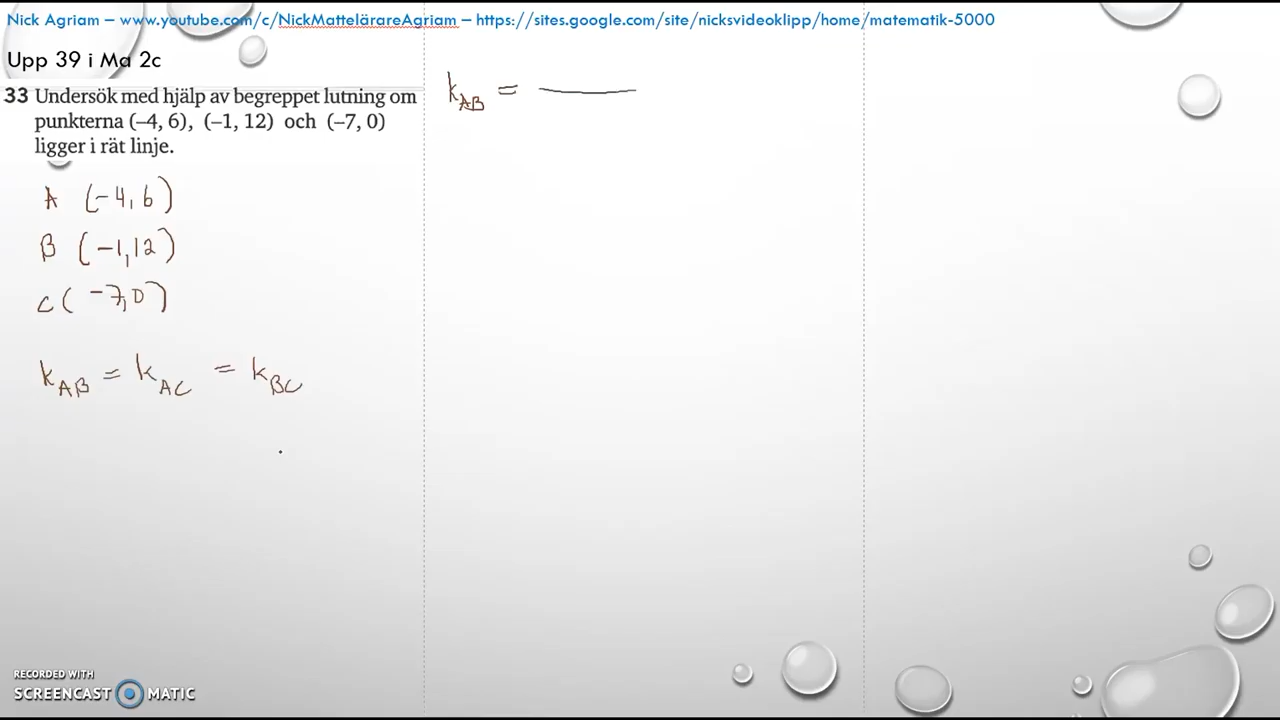 Nick Agriam – www.youtube.com/c/NickMattelärareAgriam – https://sites.google.com/site/nicksvideoklipp/home/matematik-5000
Upp 39 i Ma 2c
33 Undersök med hjälp av begreppet lutning om
punkterna (–4, 6), (–1, 12) och (–7, 0)
ligger i rät linje.
A (-4,6)
B (-1,12)
C (-7,0)
k_AB = k_AC = k_BC
k_AB =
RECORDED WITH
SCREENCAST MATIC